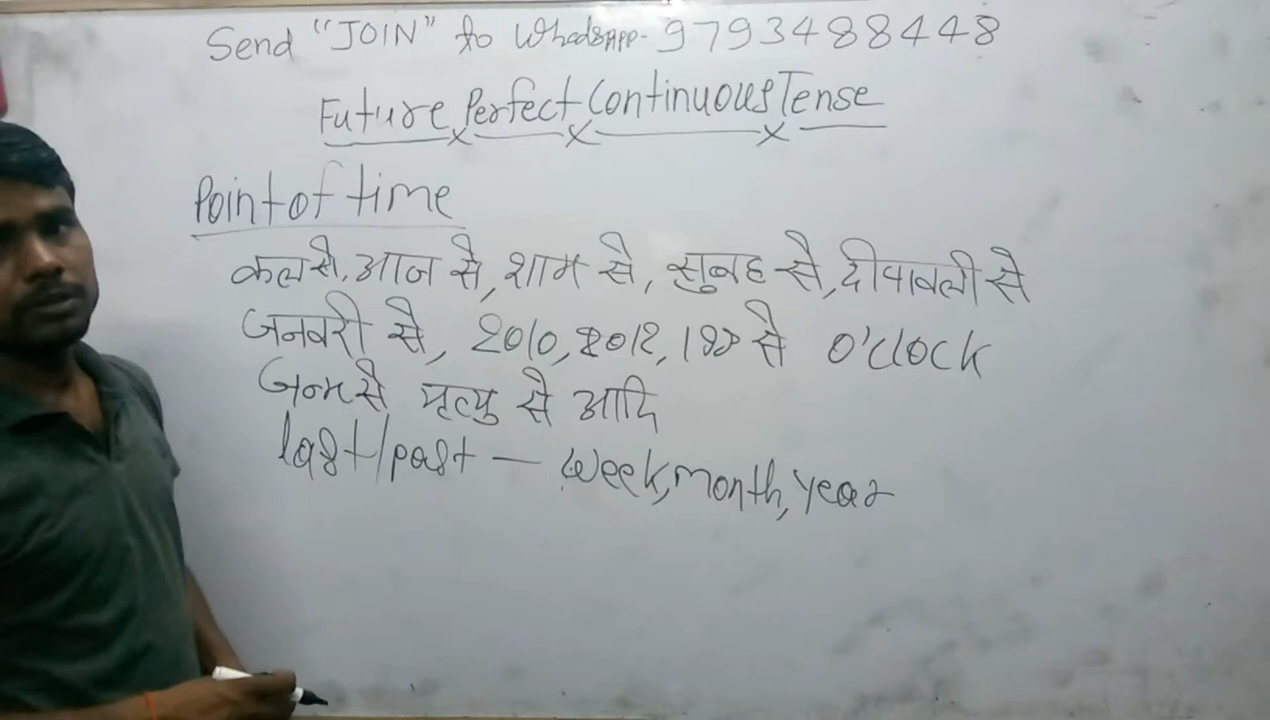 Send "JOIN" to WhatsApp- 9793488448
Future Perfect Continuous Tense
Point of time
कल से, आज से, शाम से, सुबह से, दीपावली से
जनवरी से, 2010, 2012, से O'clock
जन्म से मृत्यु से आदि
last/past — week, month, year